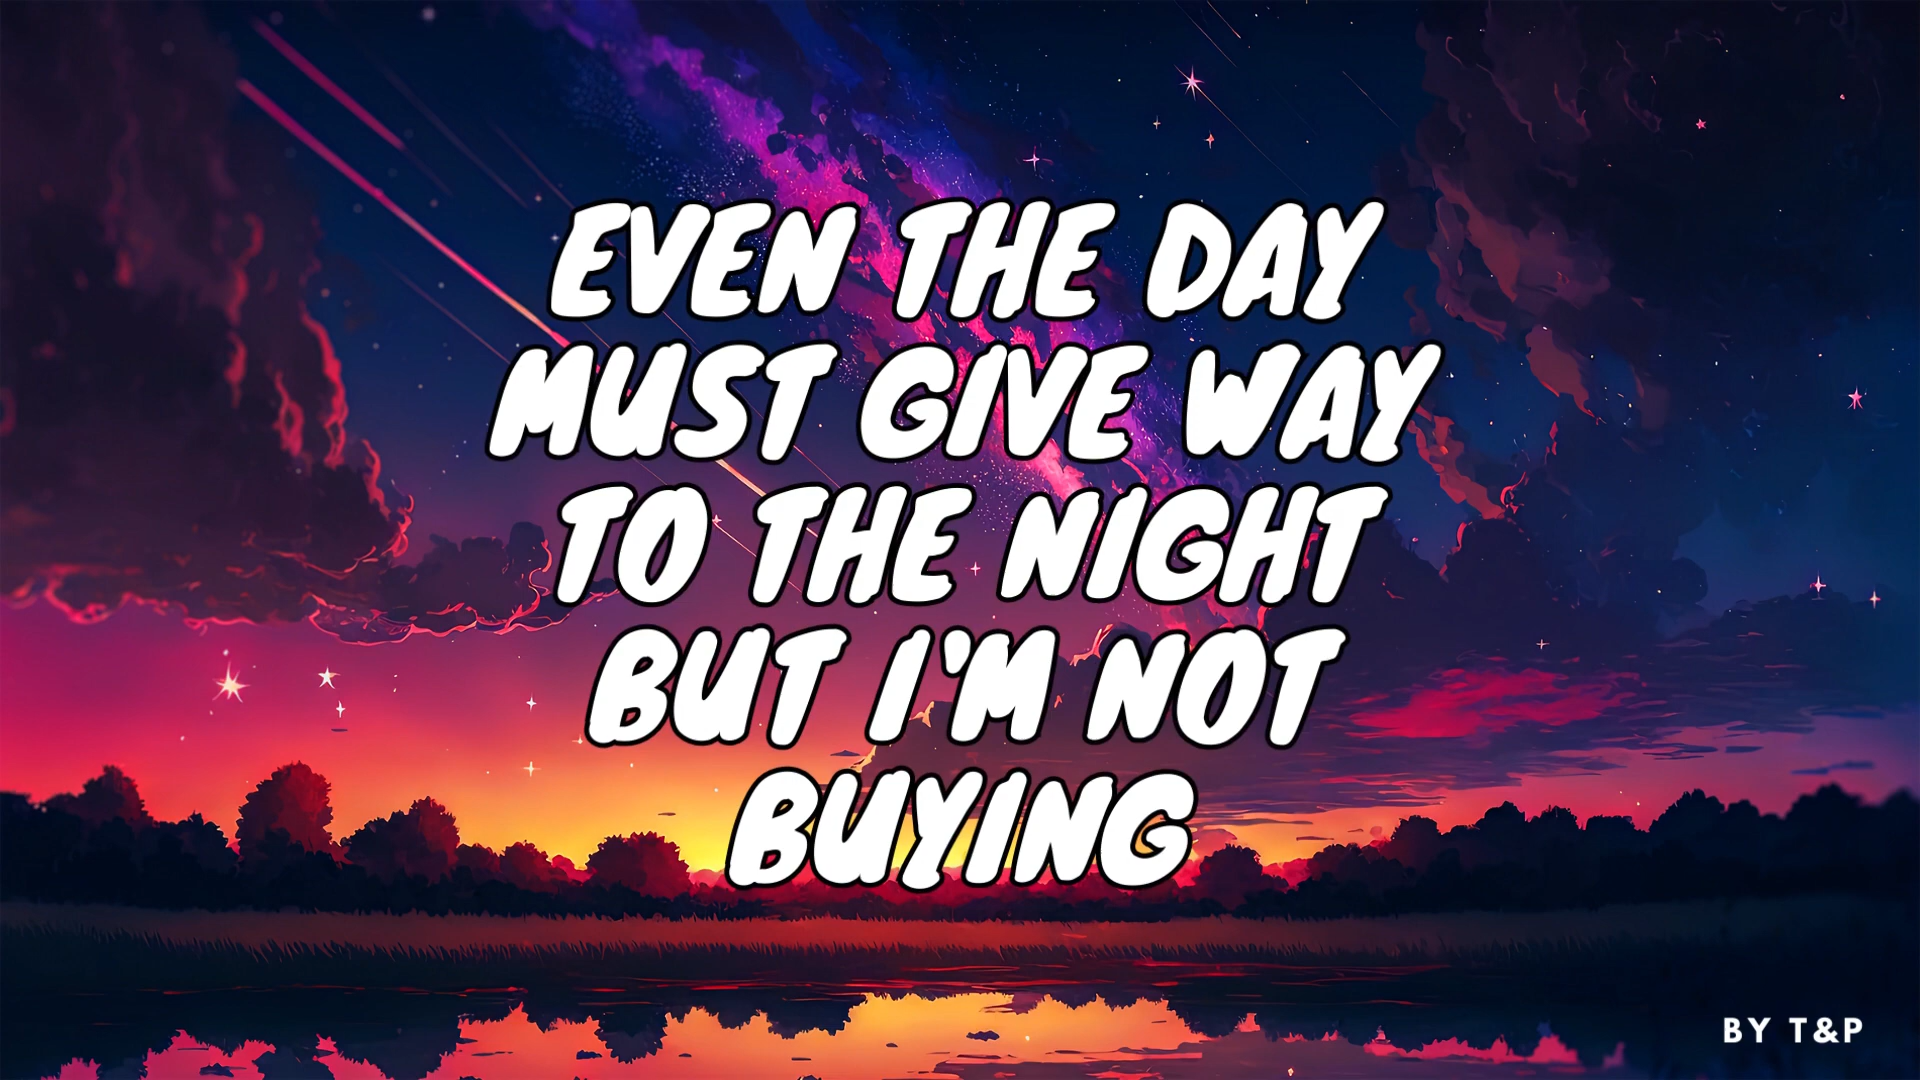 EVEN THE DAY
MUST GIVE WAY
TO THE NIGHT
BUT I'M NOT
BUYING
BY T&P